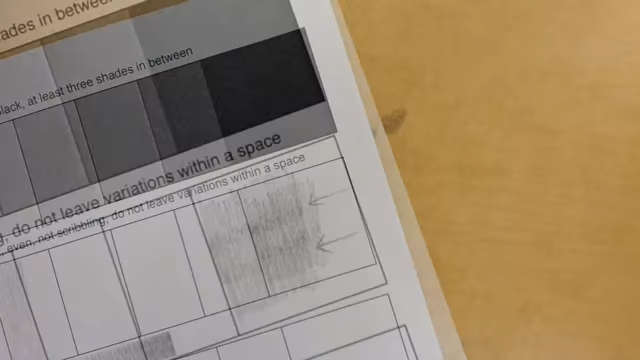 ades in between
lack, at least three shades in between
g, do not leave variations within a space
even, not scribbling, do not leave variations within a space